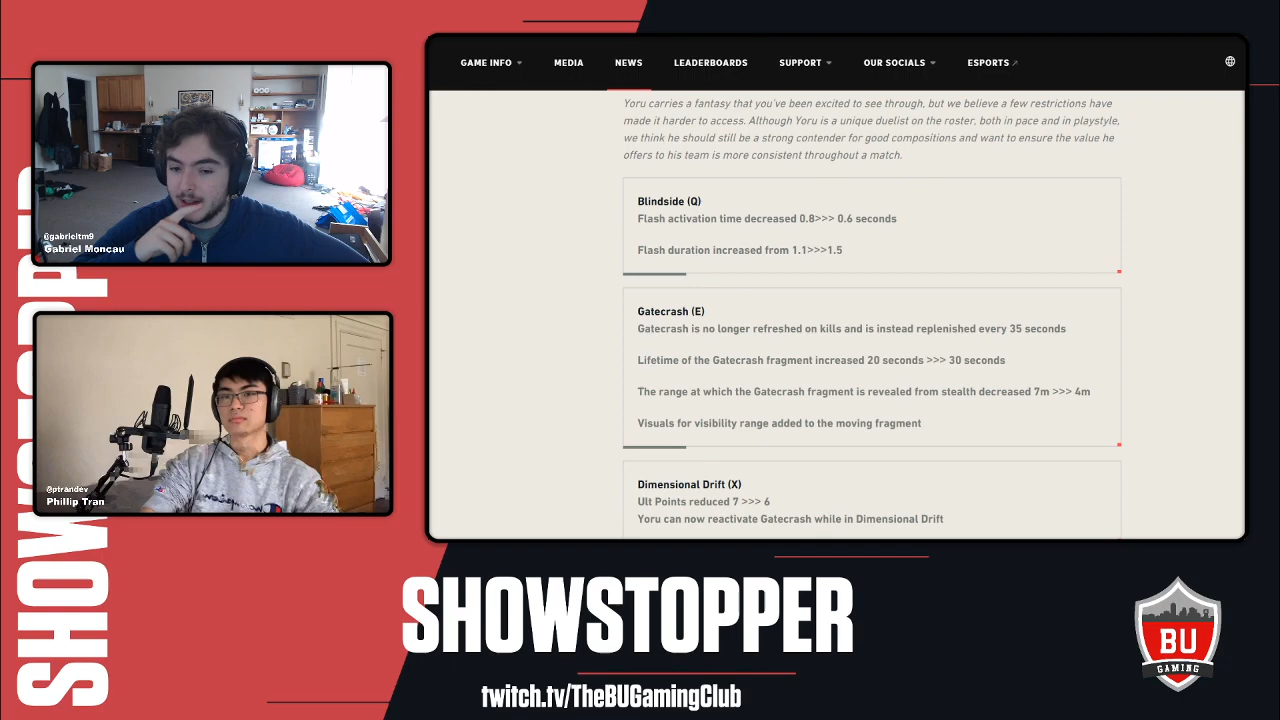 GAME INFO
MEDIA
NEWS
LEADERBOARDS
SUPPORT
OUR SOCIALS
ESPORTS
Yoru carries a fantasy that you've been excited to see through, but we believe a few restrictions have
made it harder to access. Although Yoru is a unique duelist on the roster, both in pace and in playstyle,
we think he should still be a strong contender for good compositions and want to ensure the value he
offers to his team is more consistent throughout a match.
Blindside (Q)
Flash activation time decreased 0.8>>> 0.6 seconds
Flash duration increased from 1.1>>>1.5
Gatecrash (E)
Gatecrash is no longer refreshed on kills and is instead replenished every 35 seconds
Lifetime of the Gatecrash fragment increased 20 seconds >>> 30 seconds
The range at which the Gatecrash fragment is revealed from stealth decreased 7m >>> 4m
Visuals for visibility range added to the moving fragment
Dimensional Drift (X)
Ult Points reduced 7 >>> 6
Yoru can now reactivate Gatecrash while in Dimensional Drift
@gabrieltm9
Gabriel Moncau
@ptrandev
Phillip Tran
SHOWSTOPPER
SHOWSTOPPER
twitch.tv/TheBUGamingClub
BU
GAMING